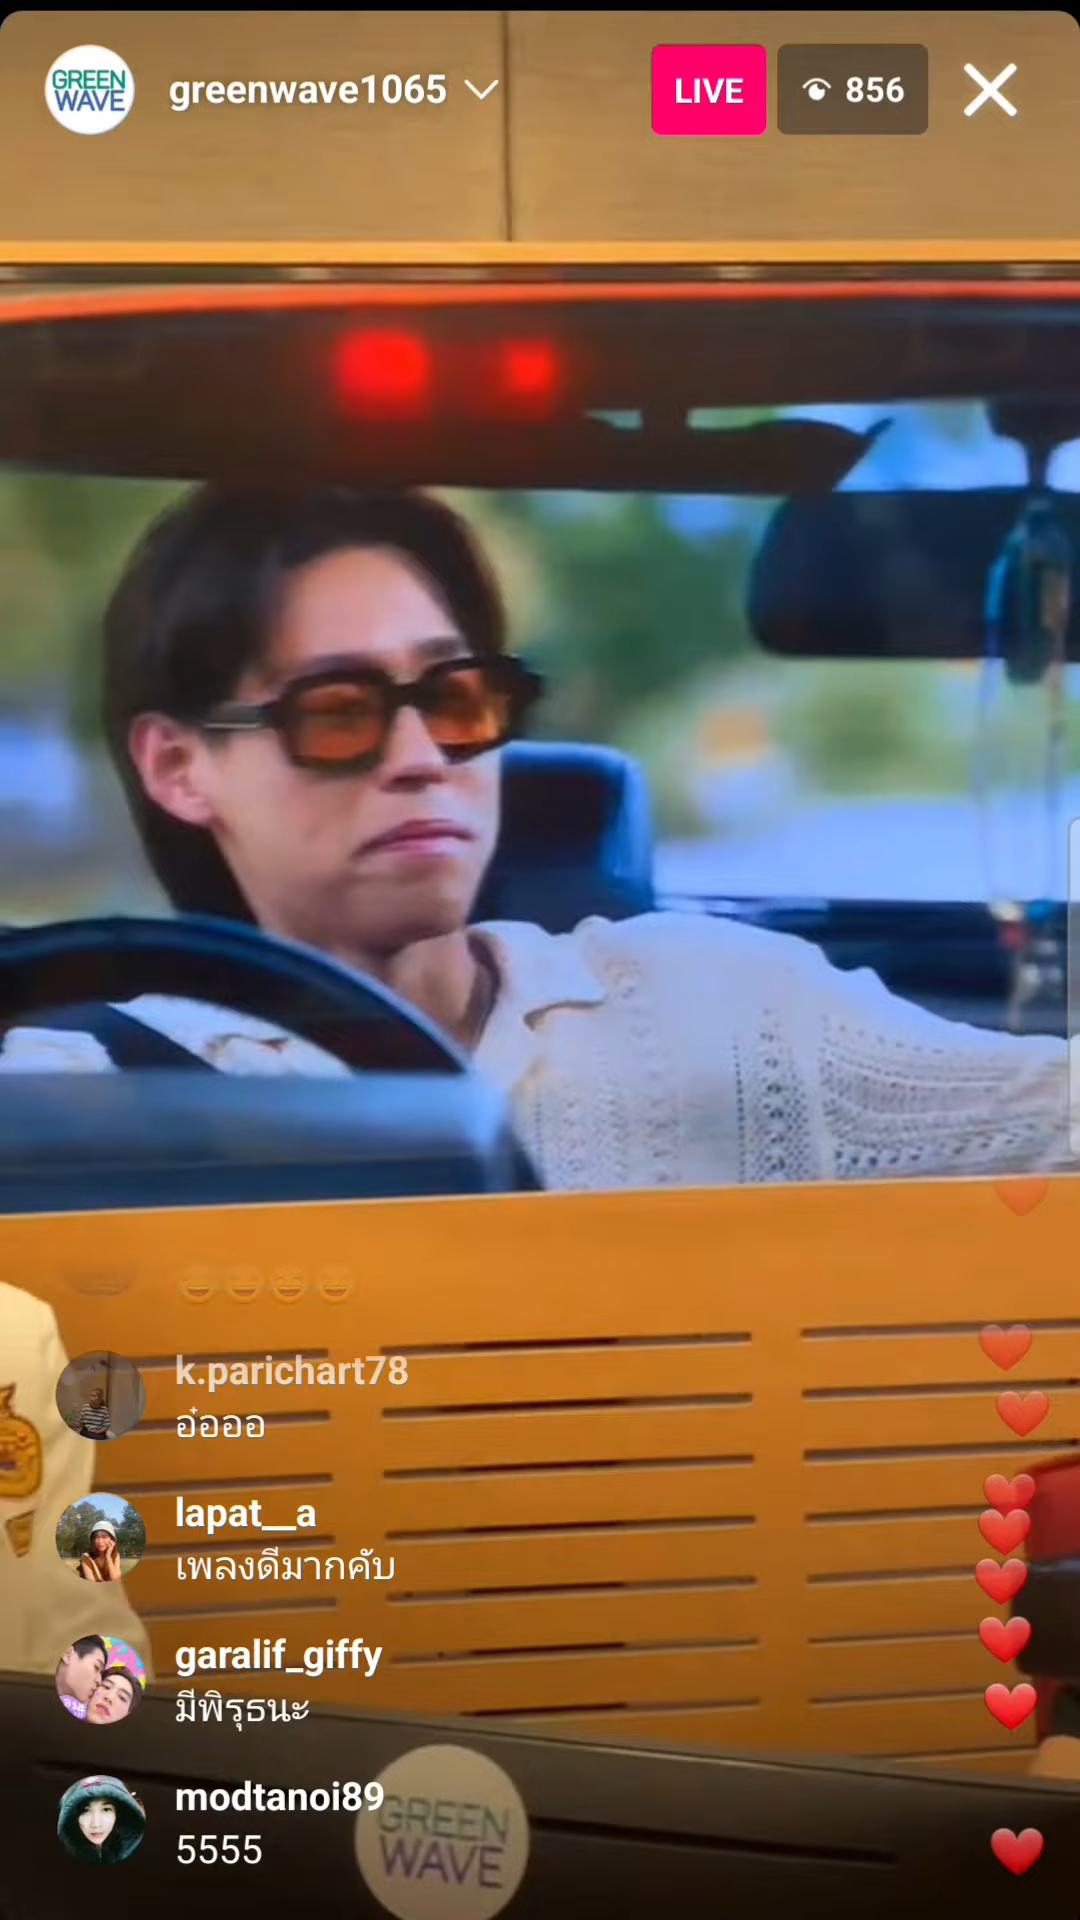 GREEN
WAVE
greenwave1065
LIVE
856
k.parichart78
อ๋อออ
lapat__a
เพลงดีมากคับ
garalif_giffy
มีพิรุธนะ
modtanoi89
5555
GREEN
WAVE